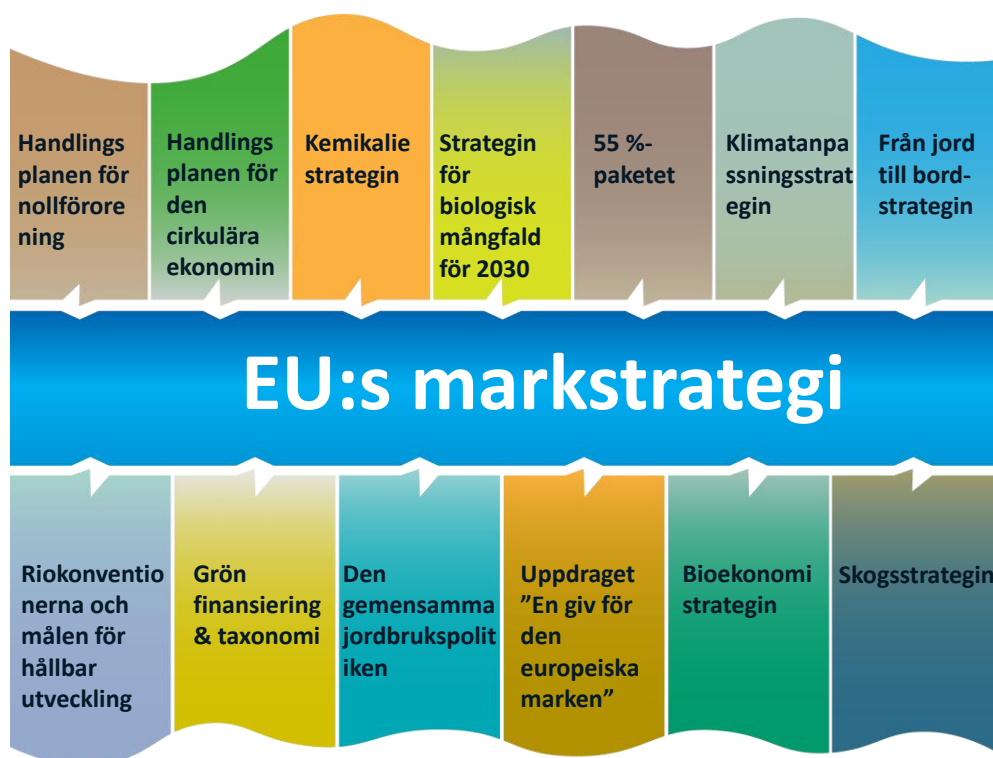 Handlings
planen för
nollförore
ning
Handlings
planen för
den
cirkulära
ekonomin
Kemikalie
strategin
Strategin
för
biologisk
mångfald
för 2030
55 %-
paketet
Klimatanpa
ssningsstrat
egin
Från jord
till bord-
strategin
EU:s markstrategi
Riokonventio
nerna och
målen för
hållbar
utveckling
Grön
finansiering
& taxonomi
Den
gemensamma
jordbrukspolit
iken
Uppdraget
”En giv för
den
europeiska
marken”
Bioekonomi
strategin
Skogsstrategin